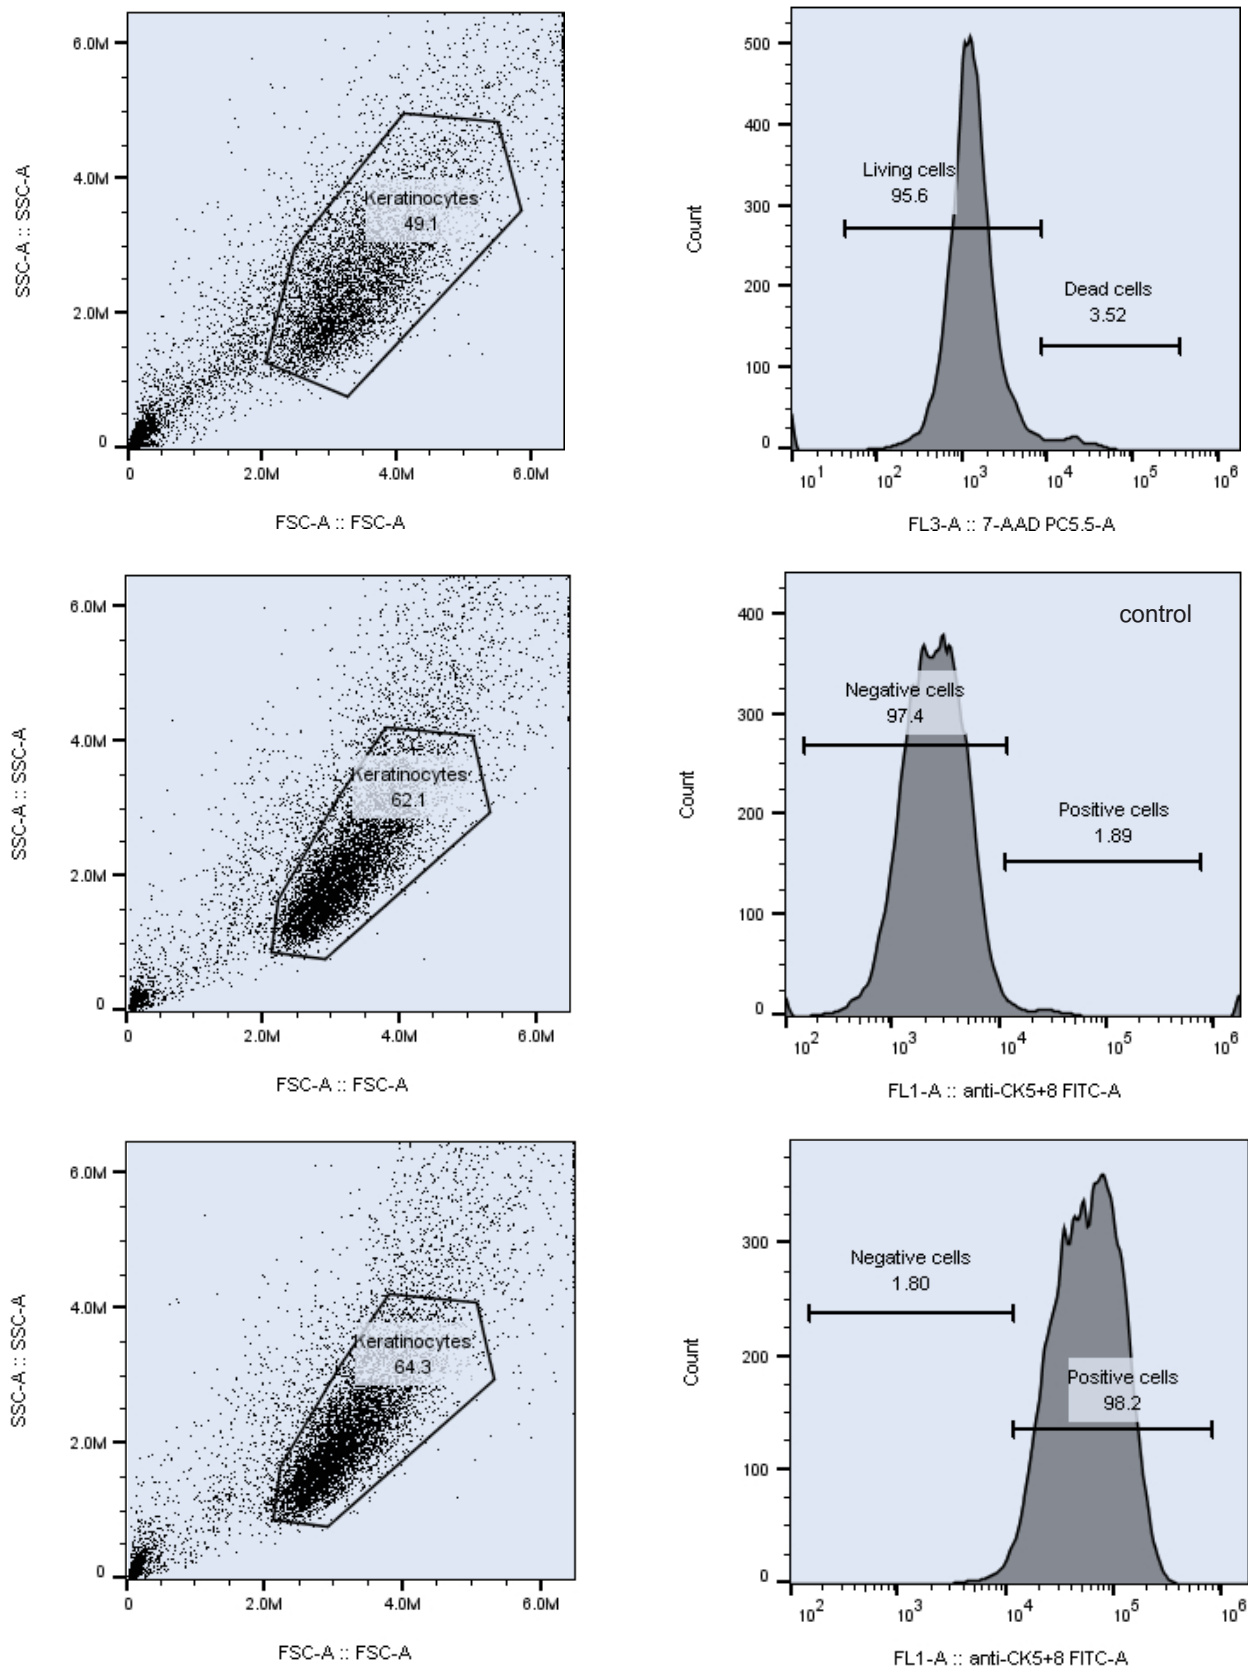 6.0M
4.0M
2.0M
0
SSC-A :: SSC-A
Keratinocytes
49.1
0
2.0M
4.0M
6.0M
FSC-A :: FSC-A
500
400
300
200
100
0
Count
Living cells
95.6
Dead cells
3.52
10^1
10^2
10^3
10^4
10^5
10^6
FL3-A :: 7-AAD PC5.5-A
6.0M
4.0M
2.0M
0
SSC-A :: SSC-A
Keratinocytes
62.1
0
2.0M
4.0M
6.0M
FSC-A :: FSC-A
400
300
200
100
0
Count
control
Negative cells
97.4
Positive cells
1.89
10^2
10^3
10^4
10^5
10^6
FL1-A :: anti-CK5+8 FITC-A
6.0M
4.0M
2.0M
0
SSC-A :: SSC-A
Keratinocytes
64.3
0
2.0M
4.0M
6.0M
FSC-A :: FSC-A
300
200
100
0
Count
Negative cells
1.80
Positive cells
98.2
10^2
10^3
10^4
10^5
10^6
FL1-A :: anti-CK5+8 FITC-A